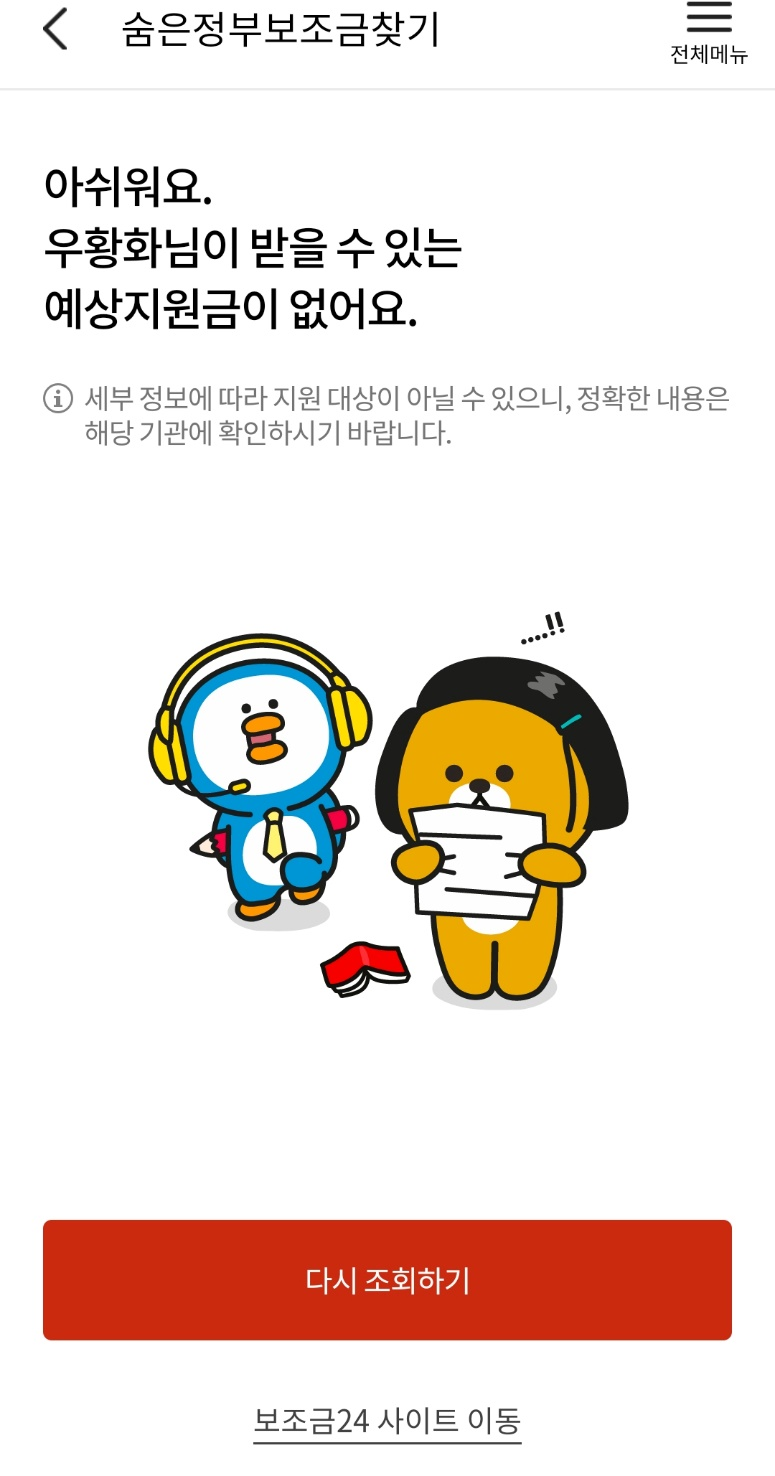 숨은정부보조금찾기
전체메뉴
아쉬워요.
우황화님이 받을 수 있는
예상지원금이 없어요.
세부 정보에 따라 지원 대상이 아닐 수 있으니, 정확한 내용은
해당 기관에 확인하시기 바랍니다.
......!!
다시 조회하기
보조금24 사이트 이동